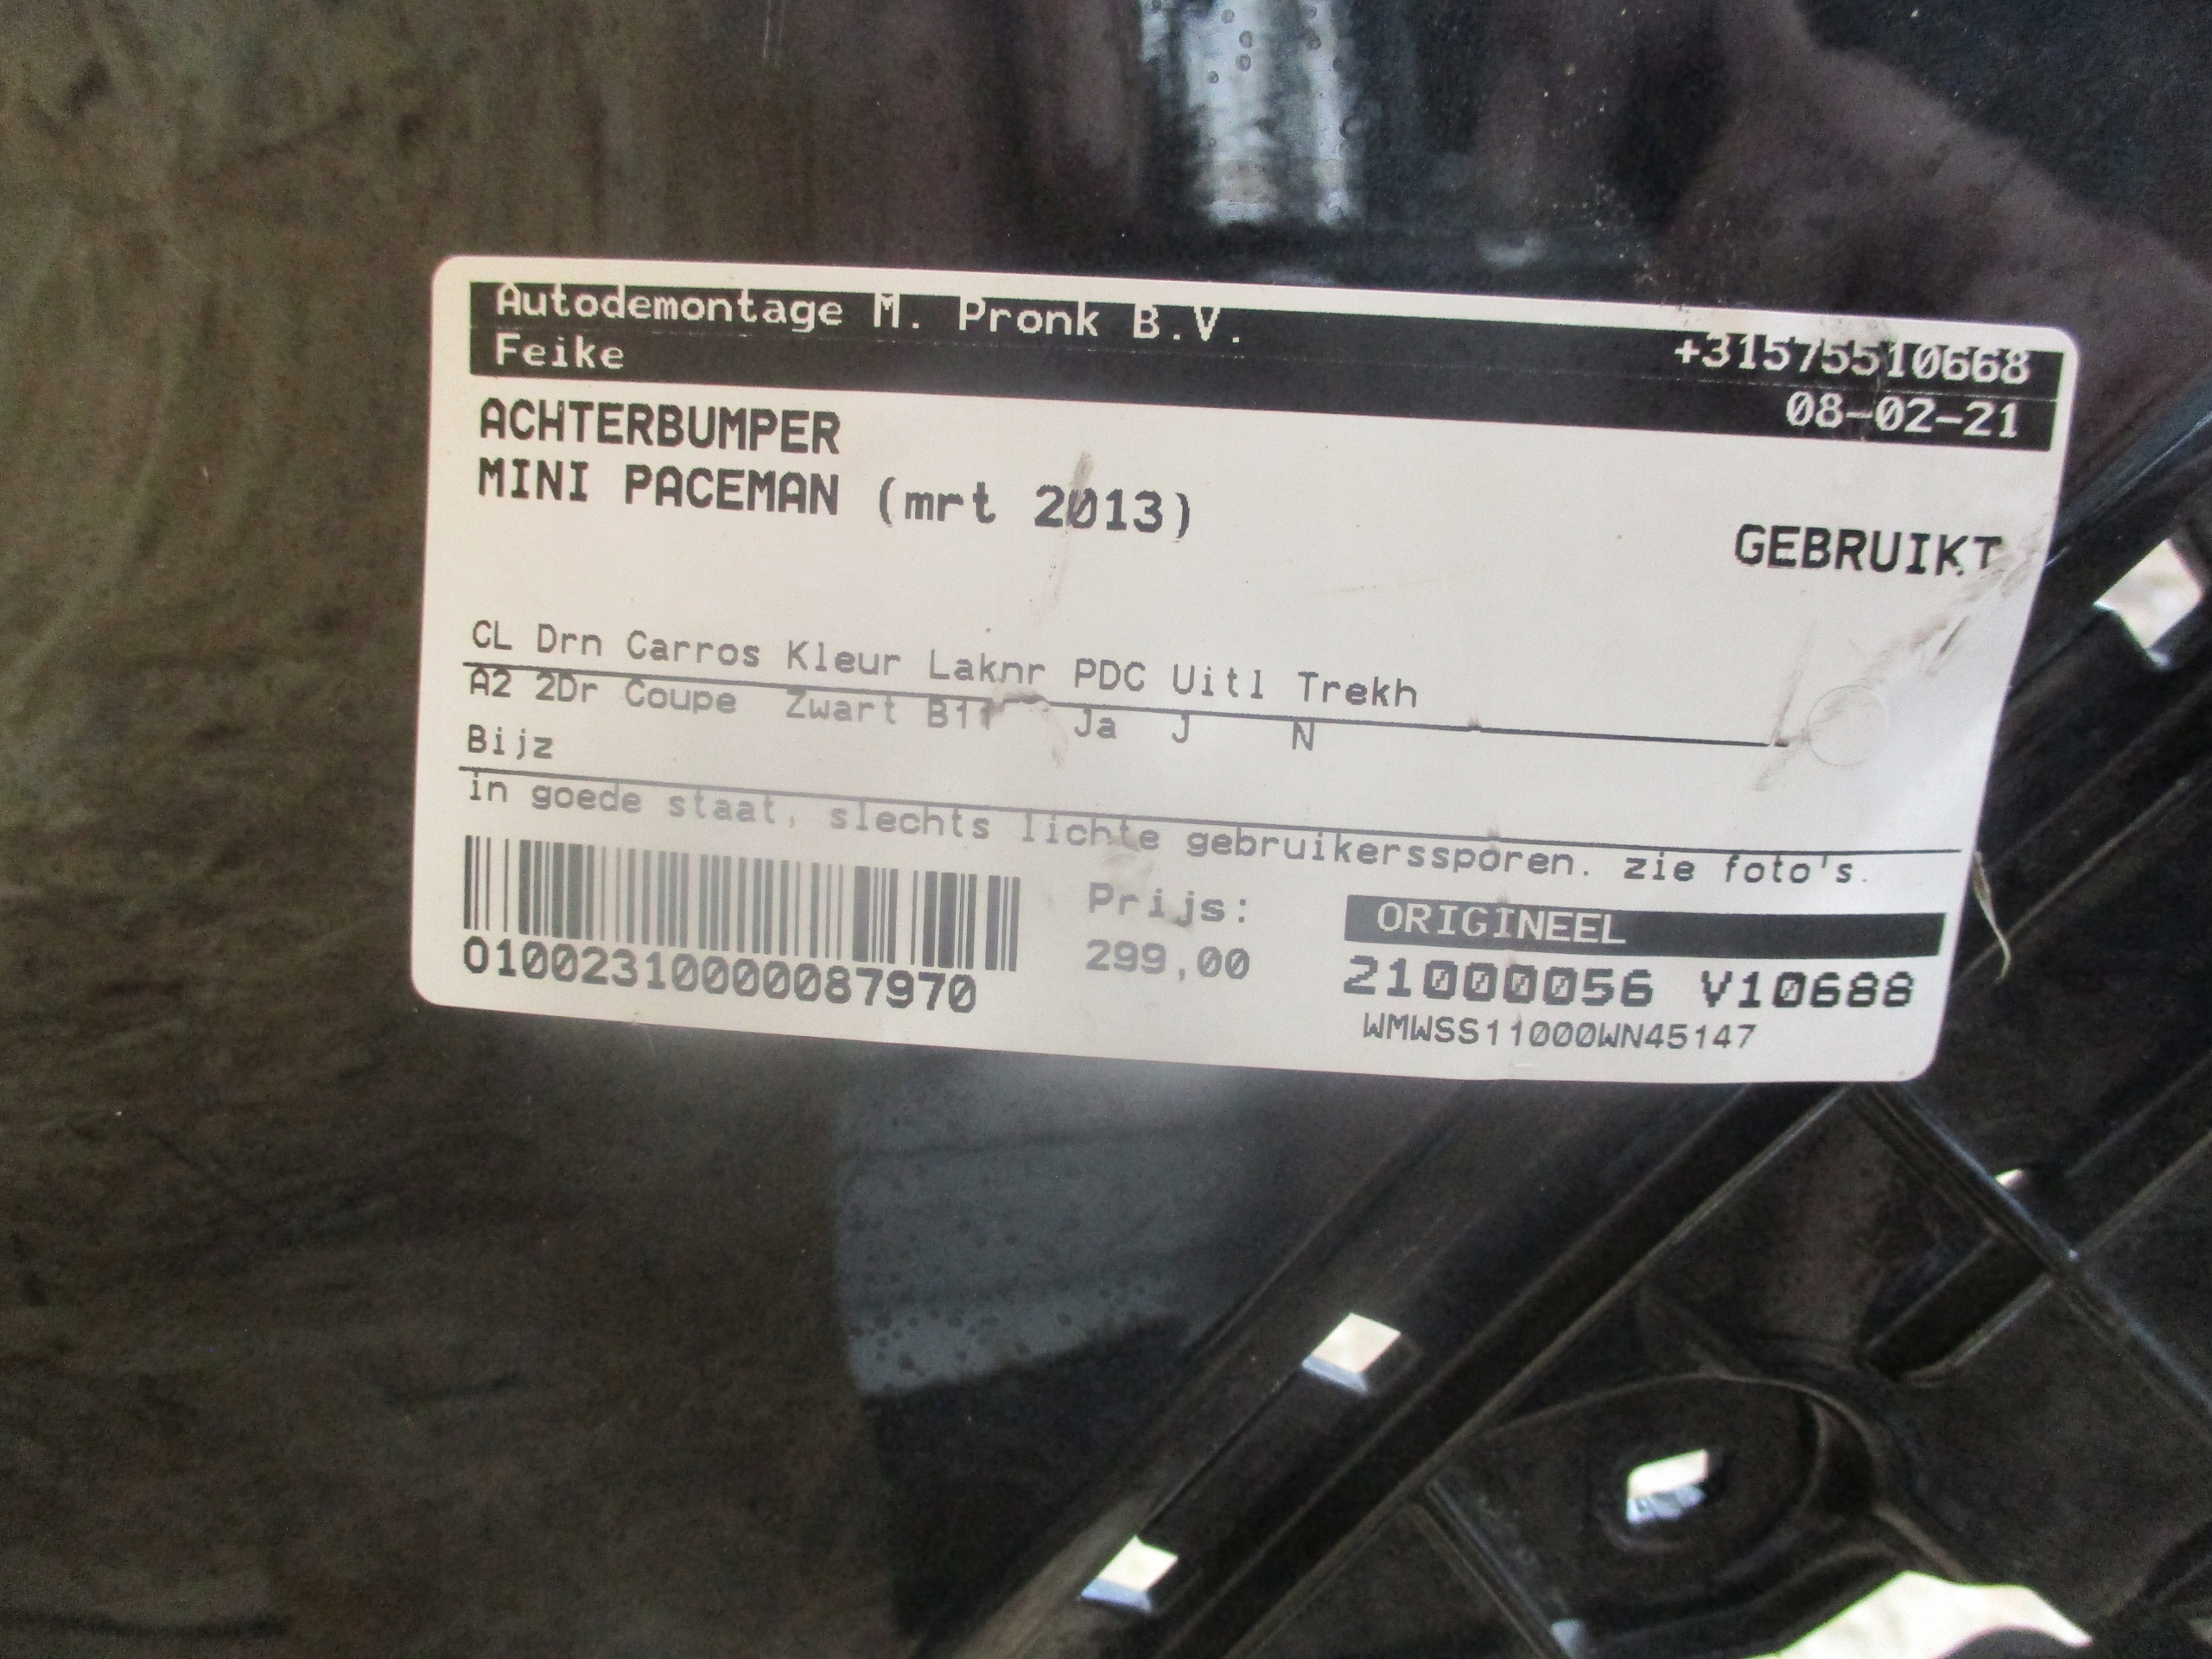 Autodemontage M. Pronk B.V. +31575510668
Feike 08-02-21
ACHTERBUMPER
MINI PACEMAN (mrt 2013)
GEBRUIKT
CL Drn Carros Kleur Laknr PDC Uitl Trekh
A2 2Dr Coupe Zwart B11 Ja J N
Bijz
in goede staat, slechts lichte gebruikerssporen. zie foto's.
Prijs: ORIGINEEL
01002310000087970 299,00 21000056 V10688
WMWSS11000WN45147